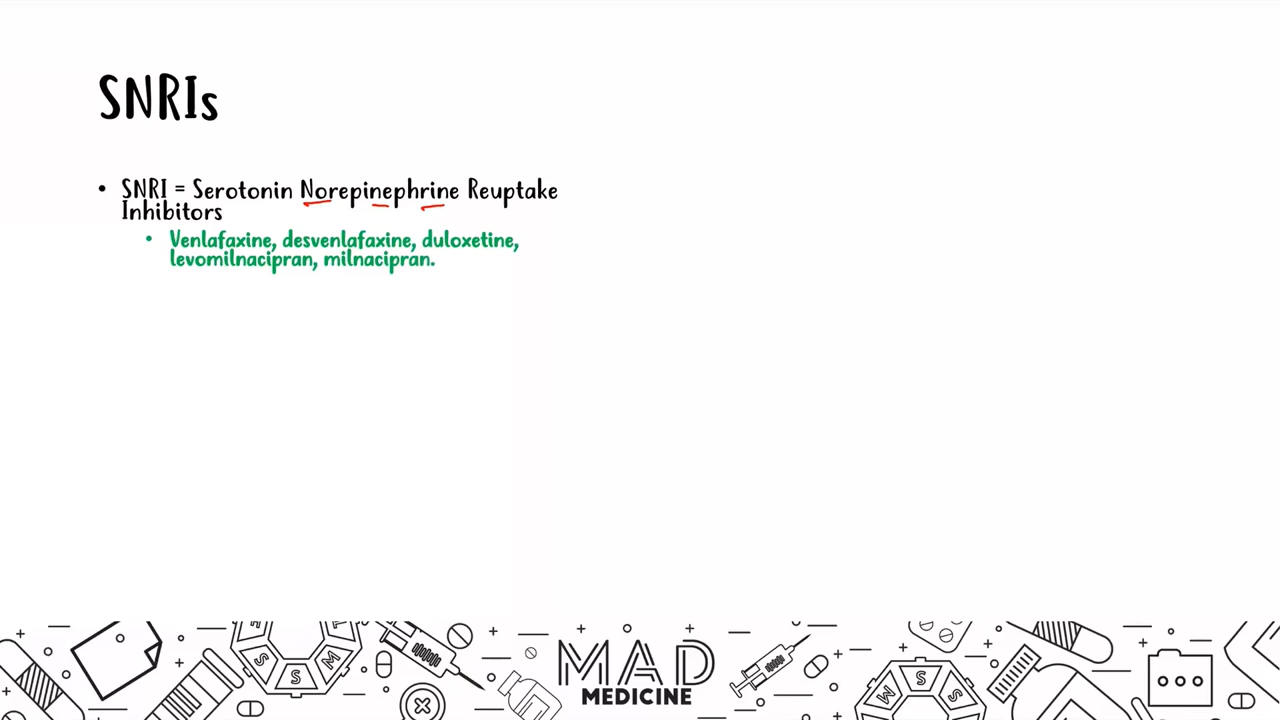 SNRIs
• SNRI = Serotonin Norepinephrine Reuptake
Inhibitors
• Venlafaxine, desvenlafaxine, duloxetine,
levomilnacipran, milnacipran.
MAD
MEDICINE
S
S
M
M
S
S